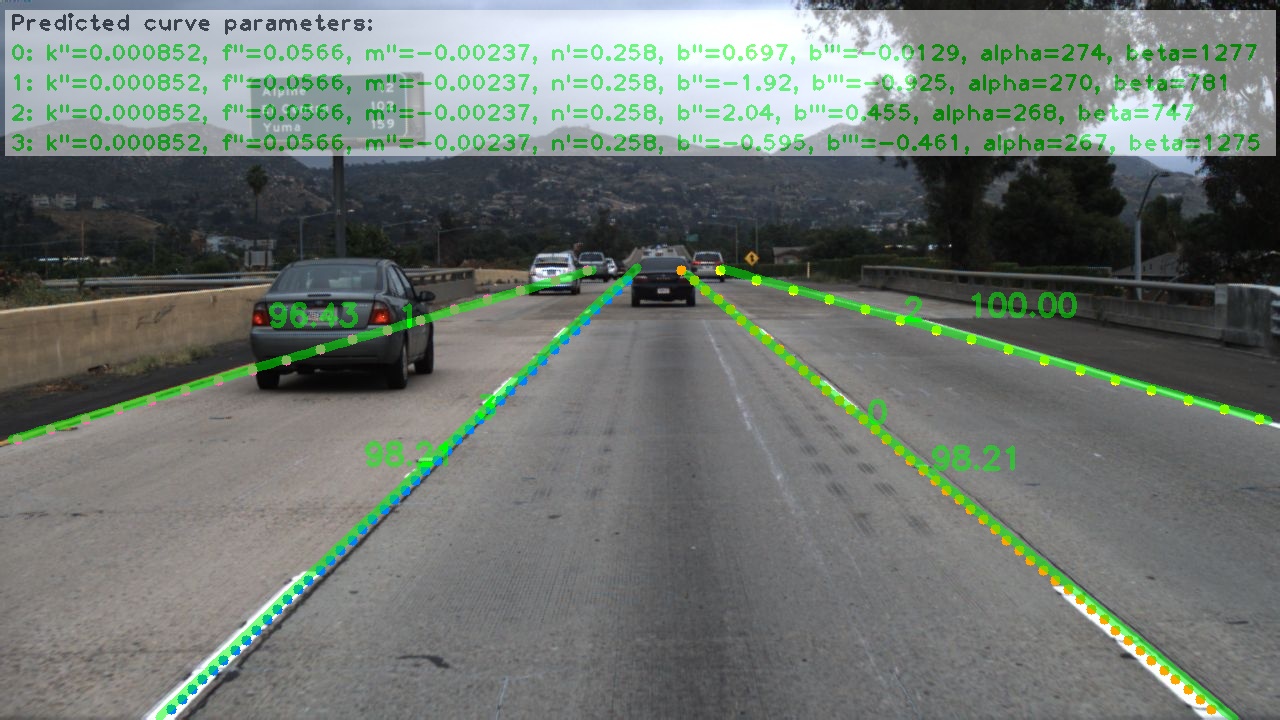 Predicted curve parameters:
0: k''=0.000852, f''=0.0566, m''=-0.00237, n'=0.258, b''=0.697, b'''=-0.0129, alpha=274, beta=1277
1: k''=0.000852, f''=0.0566, m''=-0.00237, n'=0.258, b''=-1.92, b'''=-0.925, alpha=270, beta=781
2: k''=0.000852, f''=0.0566, m''=-0.00237, n'=0.258, b''=2.04, b'''=0.455, alpha=268, beta=747
3: k''=0.000852, f''=0.0566, m''=-0.00237, n'=0.258, b''=-0.595, b'''=-0.461, alpha=267, beta=1275
Alpine
Yuma 159
96.43 1
2 100.00
0
98.21